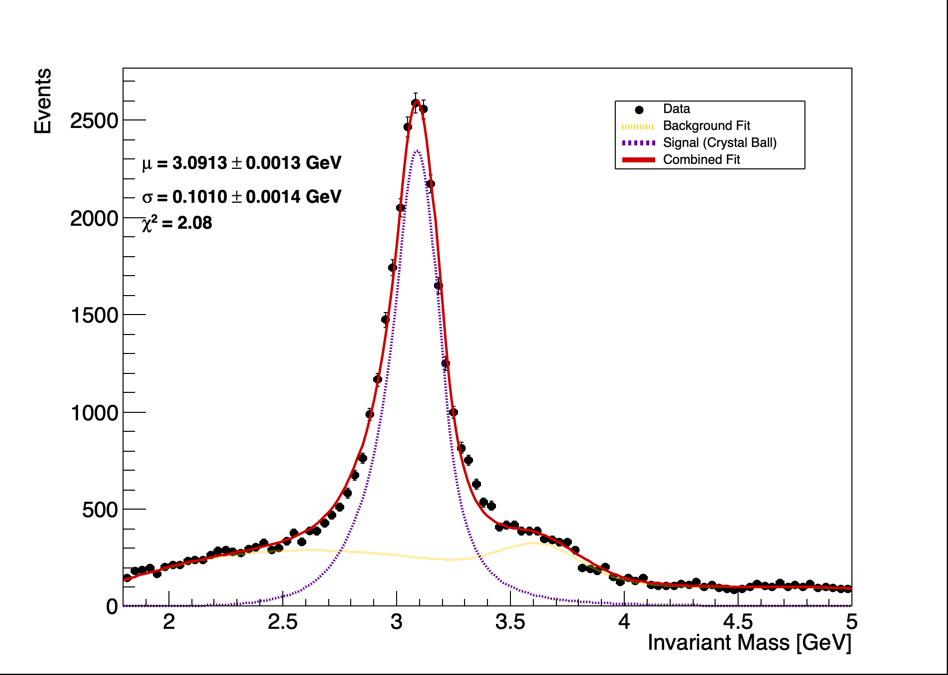 Events
2500
2000
1500
1000
500
0
μ = 3.0913 ± 0.0013 GeV
σ = 0.1010 ± 0.0014 GeV
χ² = 2.08
Data
Background Fit
Signal (Crystal Ball)
Combined Fit
2 2.5 3 3.5 4 4.5 5
Invariant Mass [GeV]